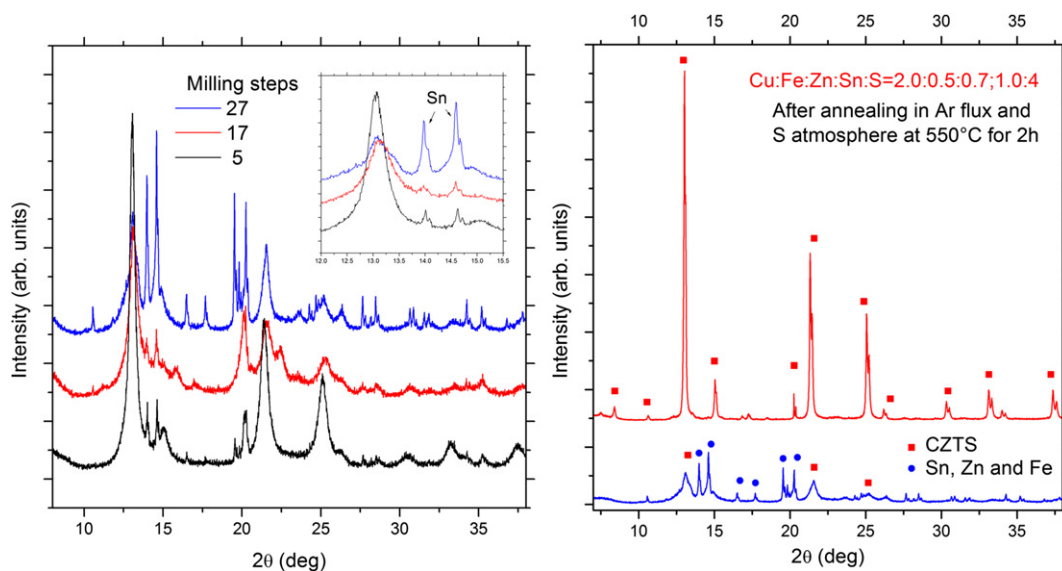 Milling steps
27
17
5
Sn
12.0 12.5 13.0 13.5 14.0 14.5 15.0 15.5
Intensity (arb. units)
10 15 20 25 30 35
2θ (deg)
10 15 20 25 30 35
Cu:Fe:Zn:Sn:S=2.0:0.5:0.7;1.0:4
After annealing in Ar flux and
S atmosphere at 550°C for 2h
Intensity (arb. units)
CZTS
Sn, Zn and Fe
10 15 20 25 30 35
2θ (deg)